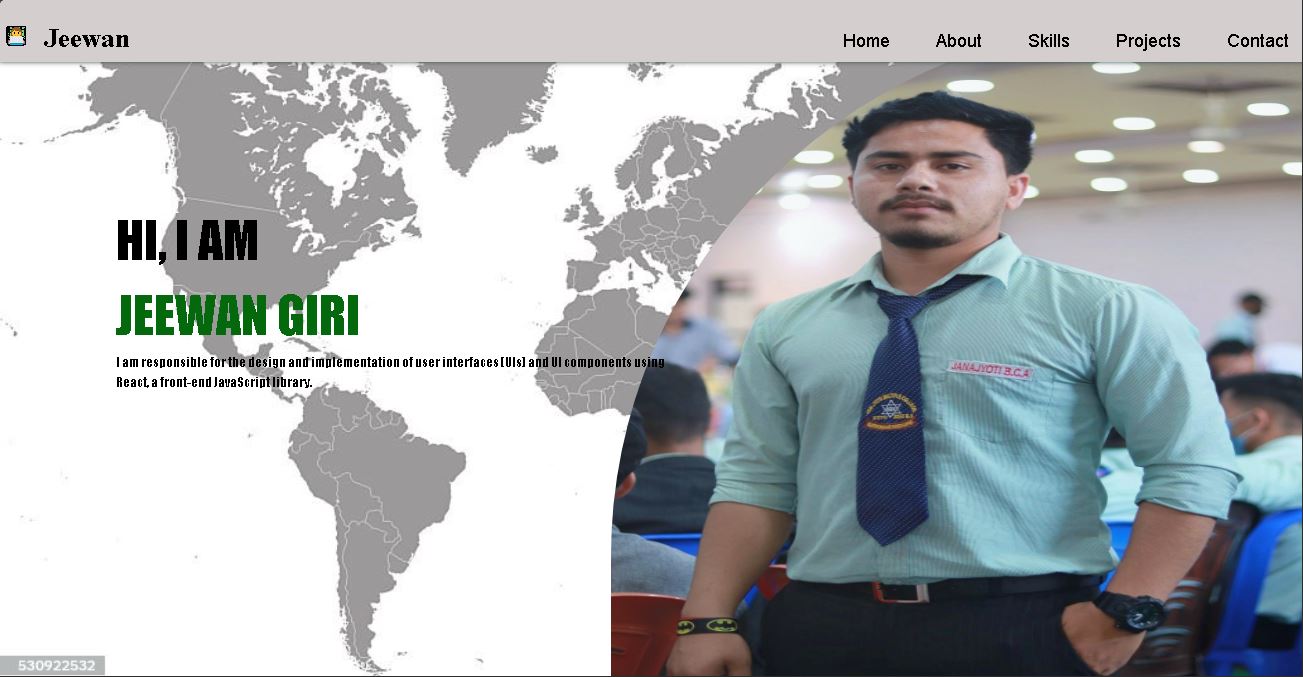 Jeewan
Home About Skills Projects Contact
HI, I AM
JEEWAN GIRI
I am responsible for the design and implementation of user interfaces (UIs) and UI components using
React, a front-end JavaScript library.
JANAJYOTI B.C.A
530922532